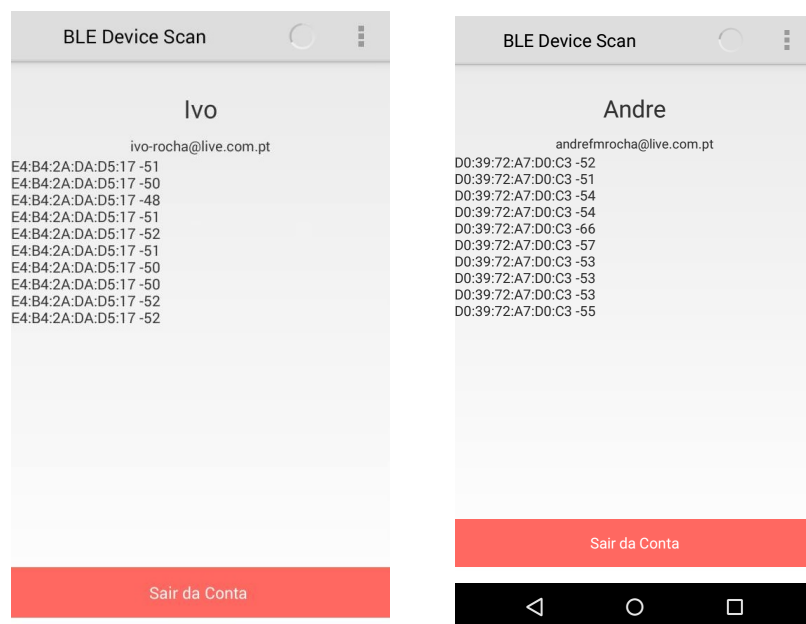 BLE Device Scan
Ivo
ivo-rocha@live.com.pt
E4:B4:2A:DA:D5:17 -51
E4:B4:2A:DA:D5:17 -50
E4:B4:2A:DA:D5:17 -48
E4:B4:2A:DA:D5:17 -51
E4:B4:2A:DA:D5:17 -52
E4:B4:2A:DA:D5:17 -51
E4:B4:2A:DA:D5:17 -50
E4:B4:2A:DA:D5:17 -50
E4:B4:2A:DA:D5:17 -52
E4:B4:2A:DA:D5:17 -52
Sair da Conta
BLE Device Scan
Andre
andrefmrocha@live.com.pt
D0:39:72:A7:D0:C3 -52
D0:39:72:A7:D0:C3 -51
D0:39:72:A7:D0:C3 -54
D0:39:72:A7:D0:C3 -54
D0:39:72:A7:D0:C3 -66
D0:39:72:A7:D0:C3 -57
D0:39:72:A7:D0:C3 -53
D0:39:72:A7:D0:C3 -53
D0:39:72:A7:D0:C3 -53
D0:39:72:A7:D0:C3 -55
Sair da Conta